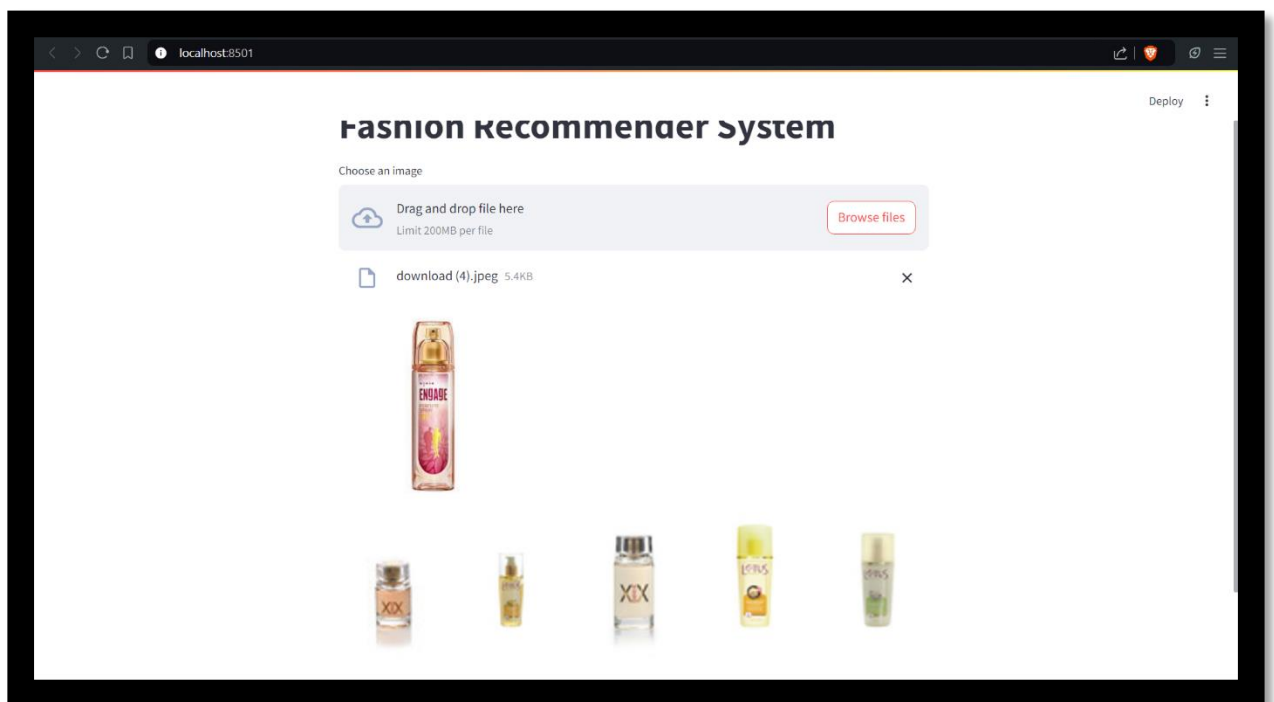 localhost:8501
Deploy
Fashion Recommender System
Choose an image
Drag and drop file here
Limit 200MB per file
Browse files
download (4).jpeg 5.4KB
ENGAGE
XIX
LOTUS
XIX
LOTUS
LOTUS